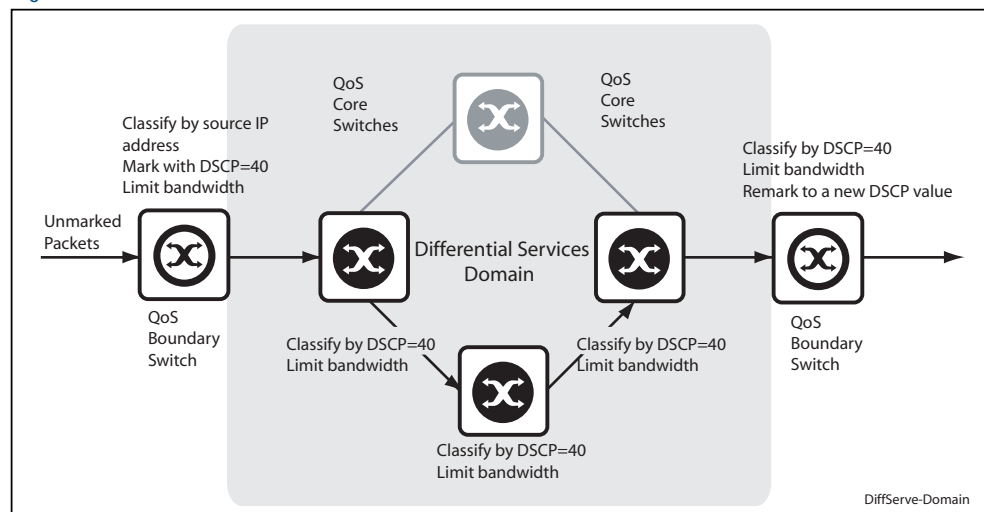 QoS
Core
Switches
QoS
Core
Switches
Classify by source IP
address
Mark with DSCP=40
Limit bandwidth
Classify by DSCP=40
Limit bandwidth
Remark to a new DSCP value
Unmarked
Packets
Differential Services
Domain
QoS
Boundary
Switch
Classify by DSCP=40
Limit bandwidth
Classify by DSCP=40
Limit bandwidth
QoS
Boundary
Switch
Classify by DSCP=40
Limit bandwidth
DiffServe-Domain